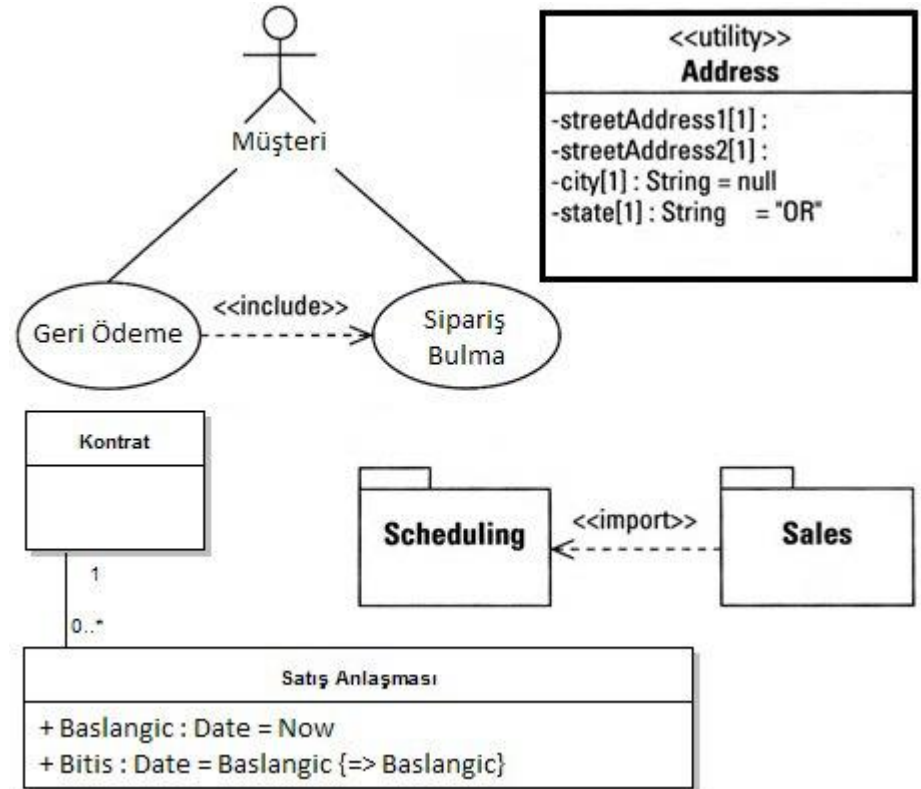 Müşteri
Geri Ödeme
<<include>>
Sipariş
Bulma
<<utility>>
Address
-streetAddress1[1] :
-streetAddress2[1] :
-city[1] : String = null
-state[1] : String = "OR"
Kontrat
1
0..*
Satış Anlaşması
+ Baslangic : Date = Now
+ Bitis : Date = Baslangic {=> Baslangic}
Scheduling
<<import>>
Sales